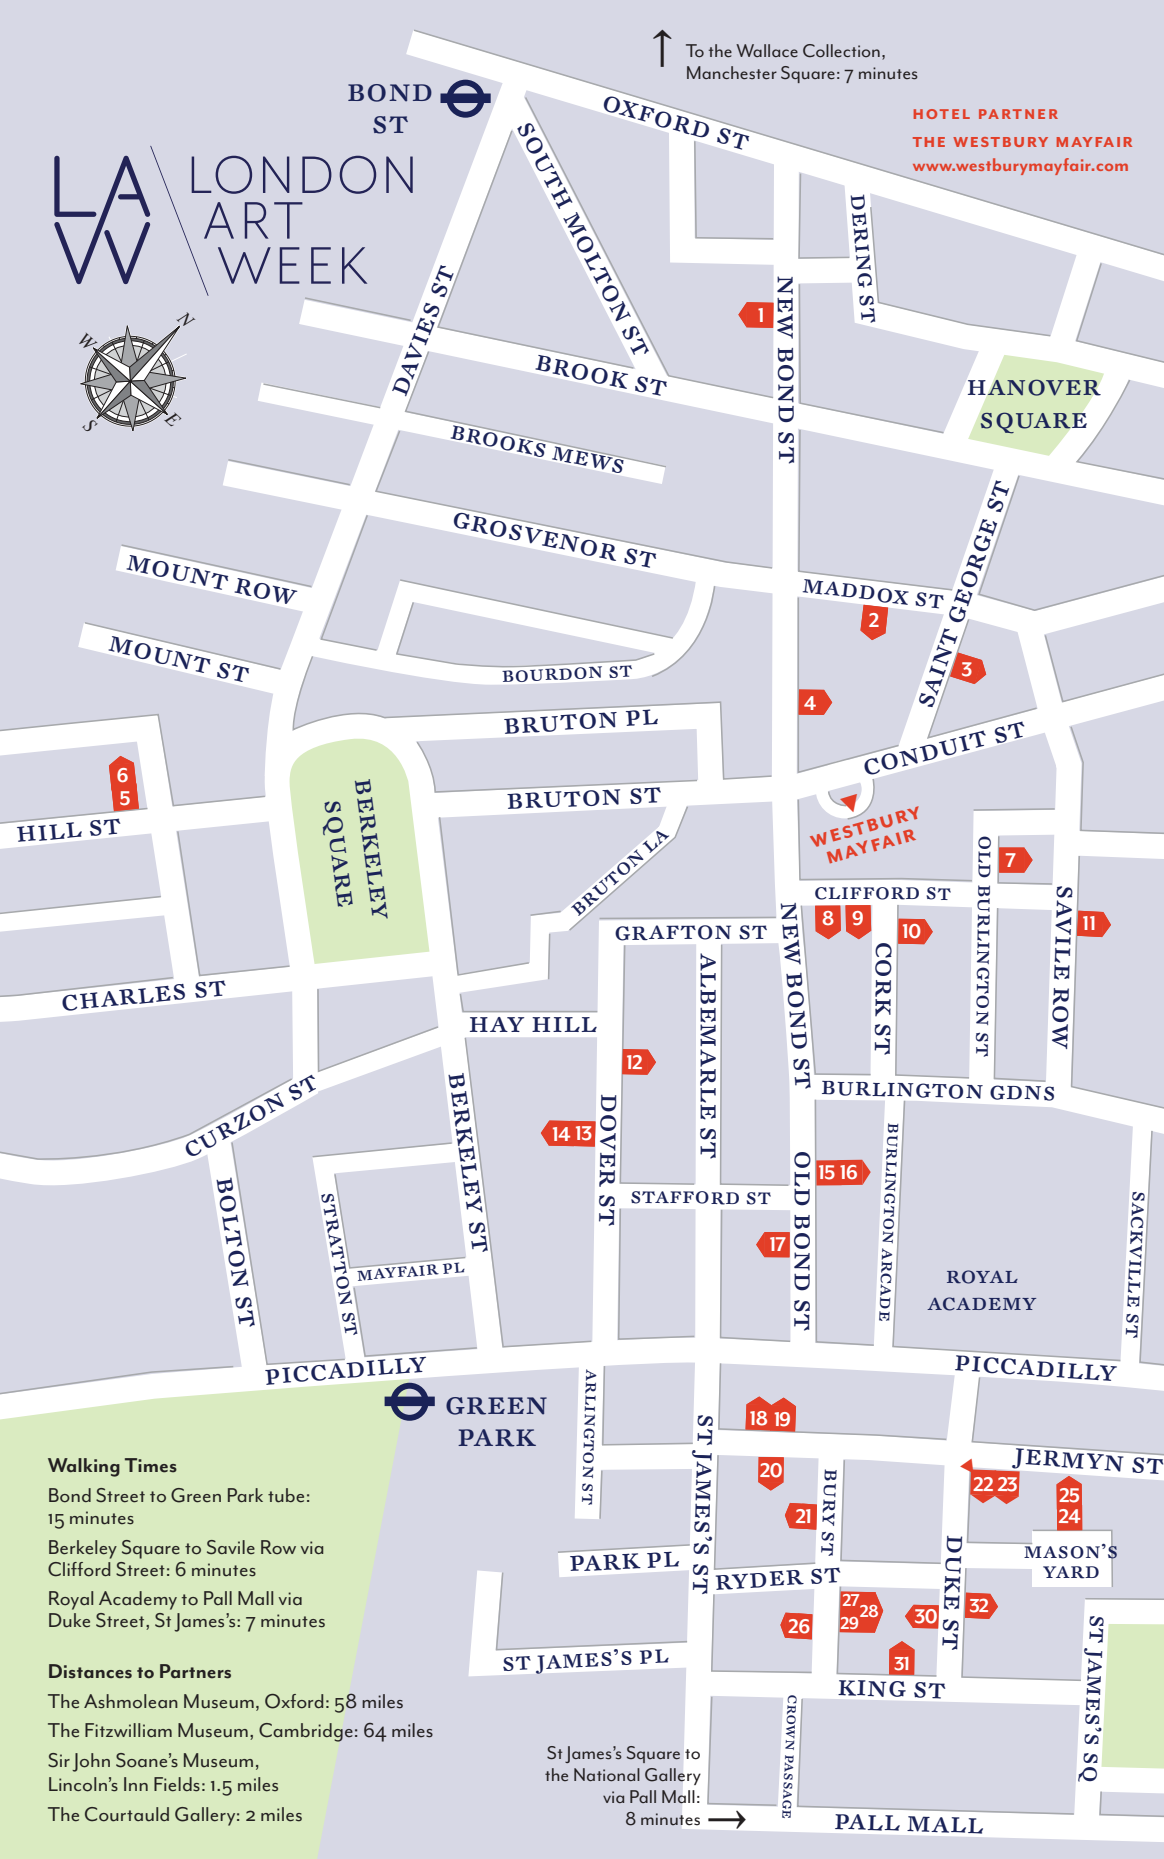 To the Wallace Collection,
Manchester Square: 7 minutes
BOND
ST
OXFORD ST
HOTEL PARTNER
THE WESTBURY MAYFAIR
www.westburymayfair.com
LAW
LONDON
ART
WEEK
SOUTH MOLTON ST
DERING ST
DAVIES ST
NEW BOND ST
1
N
W
E
S
BROOK ST
HANOVER
SQUARE
BROOKS MEWS
GROSVENOR ST
SAINT GEORGE ST
MOUNT ROW
MADDOX ST
2
MOUNT ST
BOURDON ST
3
4
BRUTON PL
CONDUIT ST
6
5
BERKELEY
SQUARE
BRUTON ST
HILL ST
WESTBURY
MAYFAIR
BRUTON LA
OLD BURLINGTON ST
7
CLIFFORD ST
SAVILE ROW
GRAFTON ST
NEW BOND ST
8
9
10
11
CORK ST
ALBEMARLE ST
CHARLES ST
HAY HILL
12
BERKELEY ST
CURZON ST
BURLINGTON GDNS
DOVER ST
14 13
BURLINGTON ARCADE
OLD BOND ST
15 16
BOLTON ST
STRATTON ST
STAFFORD ST
SACKVILLE ST
17
MAYFAIR PL
ROYAL
ACADEMY
PICCADILLY
PICCADILLY
GREEN
PARK
ARLINGTON ST
18 19
ST JAMES'S ST
JERMYN ST
20
BURY ST
22 23
25
24
21
DUKE ST
MASON'S
YARD
PARK PL
RYDER ST
27
28
29
30
32
26
31
ST JAMES'S PL
KING ST
ST JAMES'S SQ
CROWN PASSAGE
PALL MALL
St James's Square to
the National Gallery
via Pall Mall:
8 minutes
Walking Times
Bond Street to Green Park tube:
15 minutes
Berkeley Square to Savile Row via
Clifford Street: 6 minutes
Royal Academy to Pall Mall via
Duke Street, St James's: 7 minutes
Distances to Partners
The Ashmolean Museum, Oxford: 58 miles
The Fitzwilliam Museum, Cambridge: 64 miles
Sir John Soane's Museum,
Lincoln's Inn Fields: 1.5 miles
The Courtauld Gallery: 2 miles